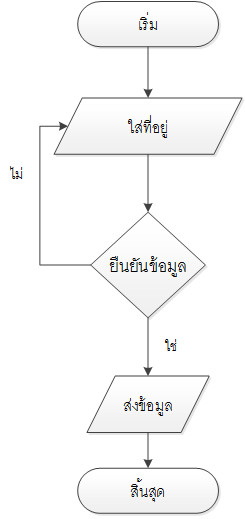 เริ่ม
ใส่ที่อยู่
ไม่
ยืนยันข้อมูล
ใช่
ส่งข้อมูล
สิ้นสุด